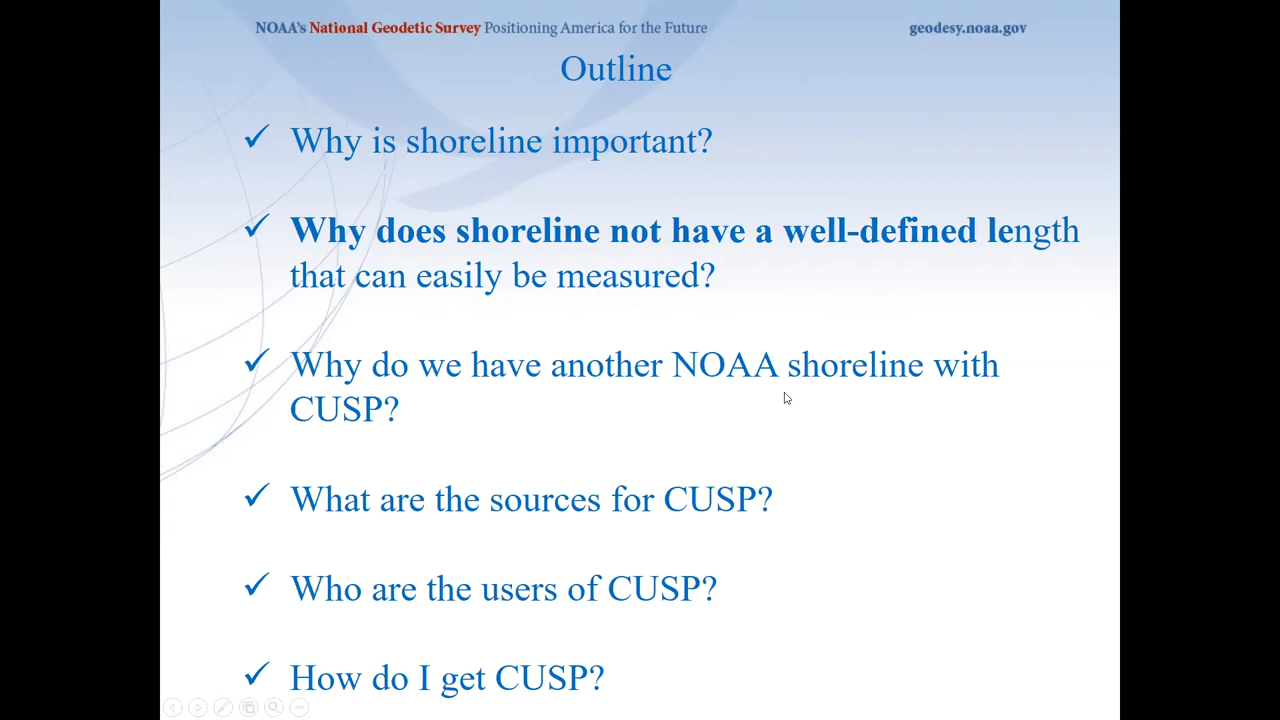 NOAA's National Geodetic Survey Positioning America for the Future geodesy.noaa.gov
Outline
✓ Why is shoreline important?
✓ Why does shoreline not have a well-defined length
that can easily be measured?
✓ Why do we have another NOAA shoreline with
CUSP?
✓ What are the sources for CUSP?
✓ Who are the users of CUSP?
✓ How do I get CUSP?